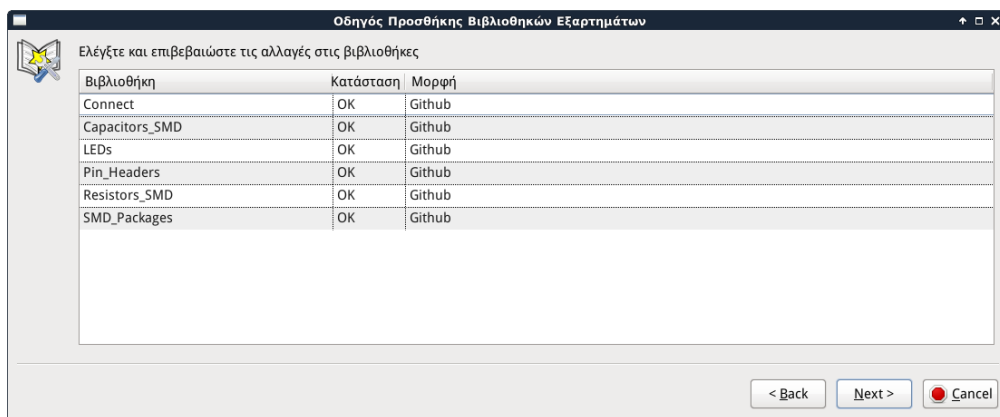 Οδηγός Προσθήκης Βιβλιοθηκών Εξαρτημάτων
Ελέγξτε και επιβεβαιώστε τις αλλαγές στις βιβλιοθήκες
Βιβλιοθήκη Κατάσταση Μορφή
Connect OK Github
Capacitors_SMD OK Github
LEDs OK Github
Pin_Headers OK Github
Resistors_SMD OK Github
SMD_Packages OK Github
< Back Next > Cancel